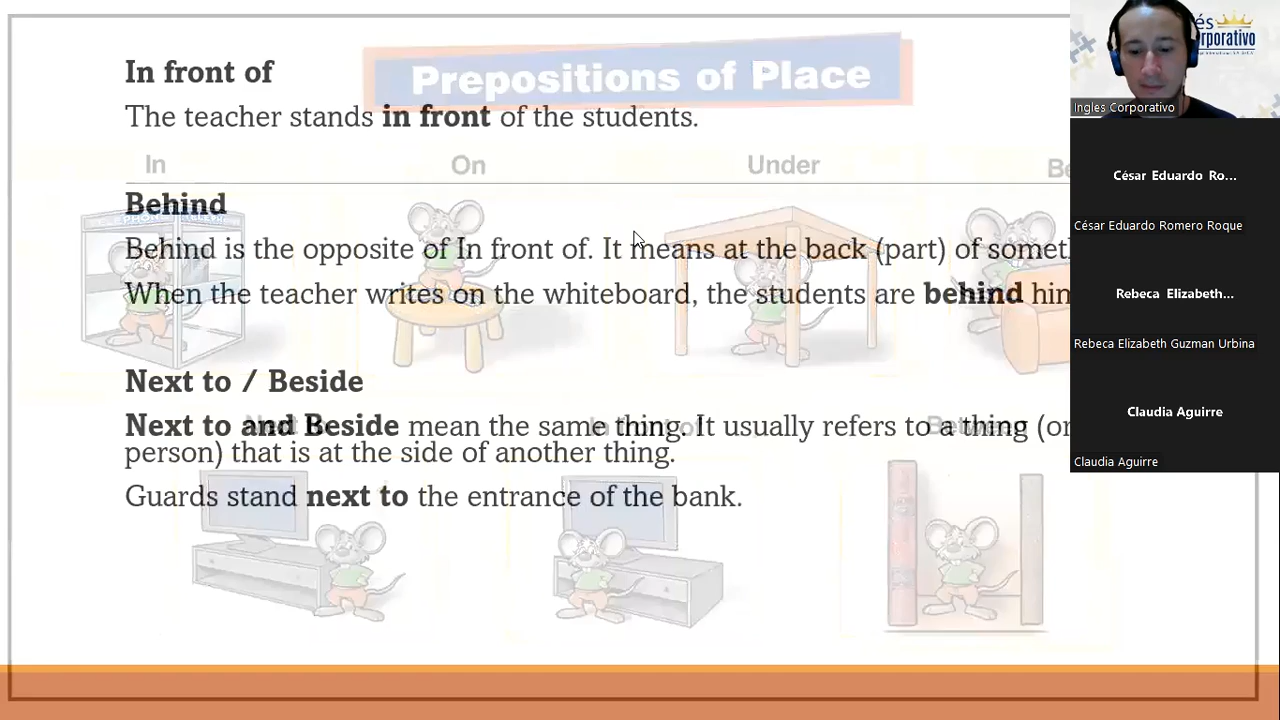 Prepositions of Place
In front of
The teacher stands in front of the students.
In
On
Under
Behind
Behind is the opposite of In front of. It means at the back (part) of
When the teacher writes on the whiteboard, the students are behind
Next to / Beside
Next to and Beside mean the same thing. It usually refers to a thing (or
person) that is at the side of another thing.
Between
Guards stand next to the entrance of the bank.
és
rporativo
Ingles Corporativo
César Eduardo Ro...
César Eduardo Romero Roque
Rebeca Elizabeth...
Rebeca Elizabeth Guzman Urbina
Claudia Aguirre
Claudia Aguirre